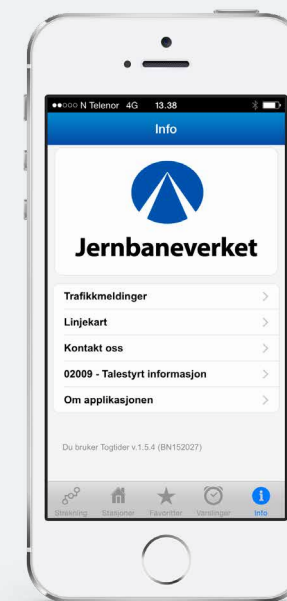 N Telenor 4G 13.38
Info
Jernbaneverket
Trafikkmeldinger
Linjekart
Kontakt oss
02009 - Talestyrt informasjon
Om applikasjonen
Du bruker Togtider v.1.5.4 (BN152027)
Strekning Stasjoner Favoritter Varslinger Info